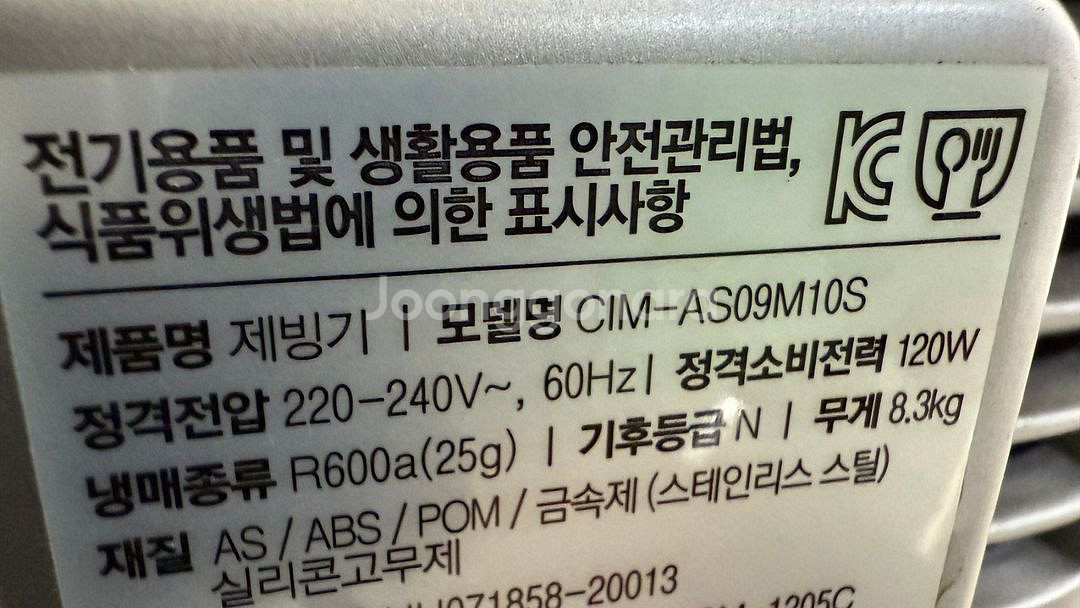 전기용품 및 생활용품 안전관리법,
식품위생법에 의한 표시사항
제품명 제빙기 | 모델명 CIM-AS09M10S
정격전압 220-240V~, 60Hz | 정격소비전력 120W
냉매종류 R600a(25g) | 기후등급 N | 무게 8.3kg
재질 AS / ABS / POM / 금속제 (스테인리스 스틸)
실리콘고무제
071858-20013
1205C
Joonggonara